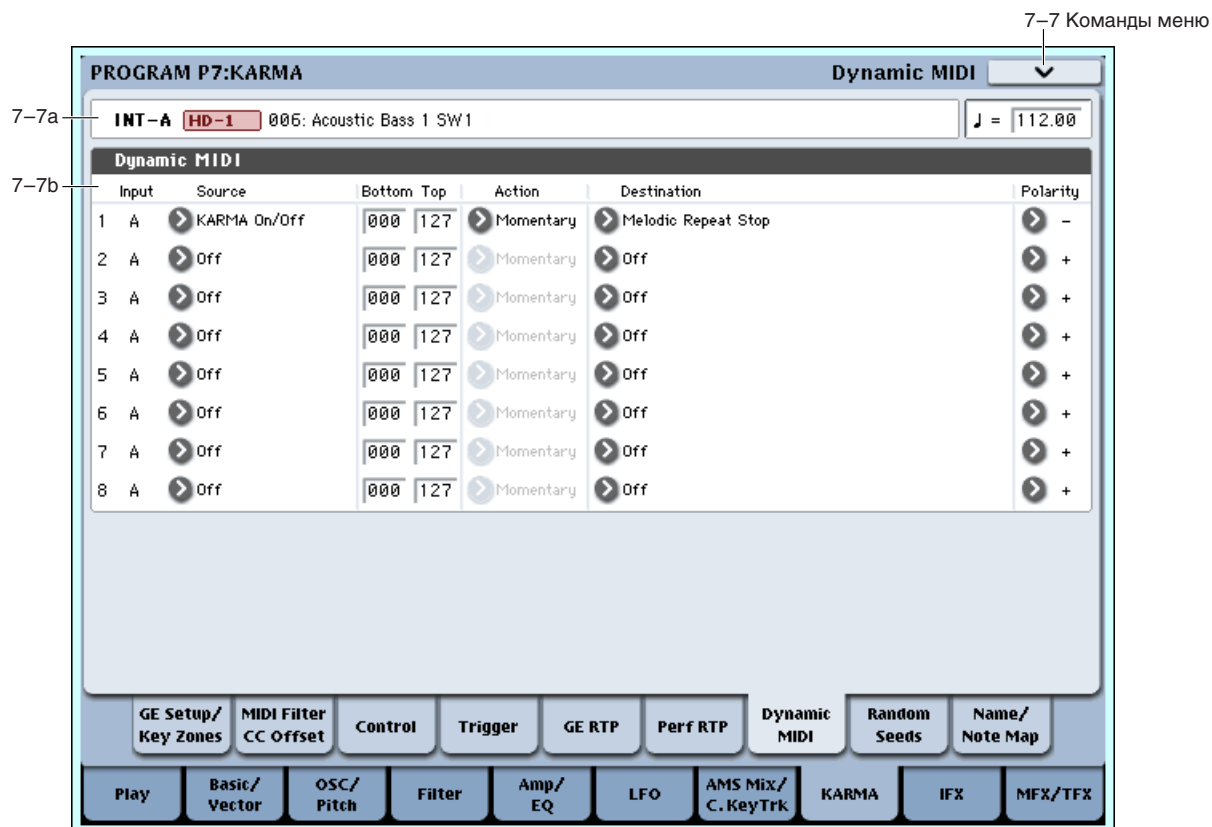 7–7 Команды меню
PROGRAM P7:KARMA Dynamic MIDI
7–7a INT-A HD-1 006: Acoustic Bass 1 SW1 ♩ = 112.00
Dynamic MIDI
7–7b Input Source Bottom Top Action Destination Polarity
1 A KARMA On/Off 000 127 Momentary Melodic Repeat Stop -
2 A Off 000 127 Momentary Off +
3 A Off 000 127 Momentary Off +
4 A Off 000 127 Momentary Off +
5 A Off 000 127 Momentary Off +
6 A Off 000 127 Momentary Off +
7 A Off 000 127 Momentary Off +
8 A Off 000 127 Momentary Off +
GE Setup/ Key Zones
MIDI Filter CC Offset
Control
Trigger
GE RTP
Perf RTP
Dynamic MIDI
Random Seeds
Name/ Note Map
Play
Basic/ Vector
OSC/ Pitch
Filter
Amp/ EQ
LFO
AMS Mix/ C.KeyTrk
KARMA
IFX
MFX/TFX